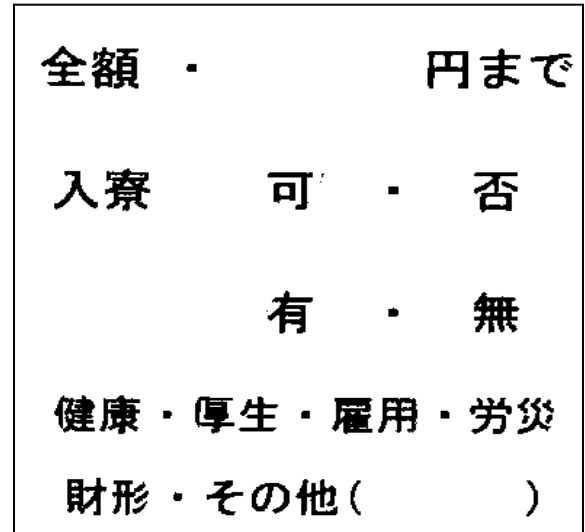 全額 ・ 円まで
入寮 可 ・ 否
有 ・ 無
健康・厚生・雇用・労災
財形・その他( )